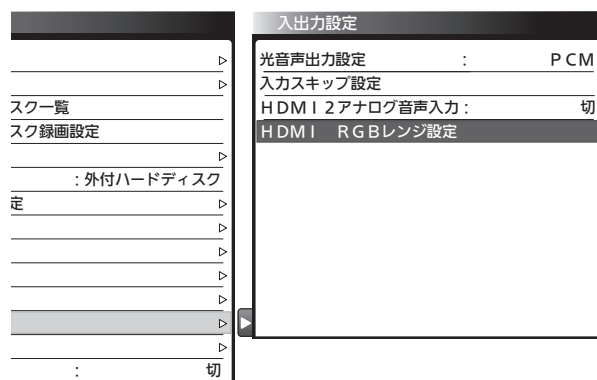 スク一覧
スク録画設定
：外付ハードディスク
定
： 切
入出力設定
光音声出力設定 ： PCM
入力スキップ設定
HDMI2アナログ音声入力： 切
HDMI RGBレンジ設定